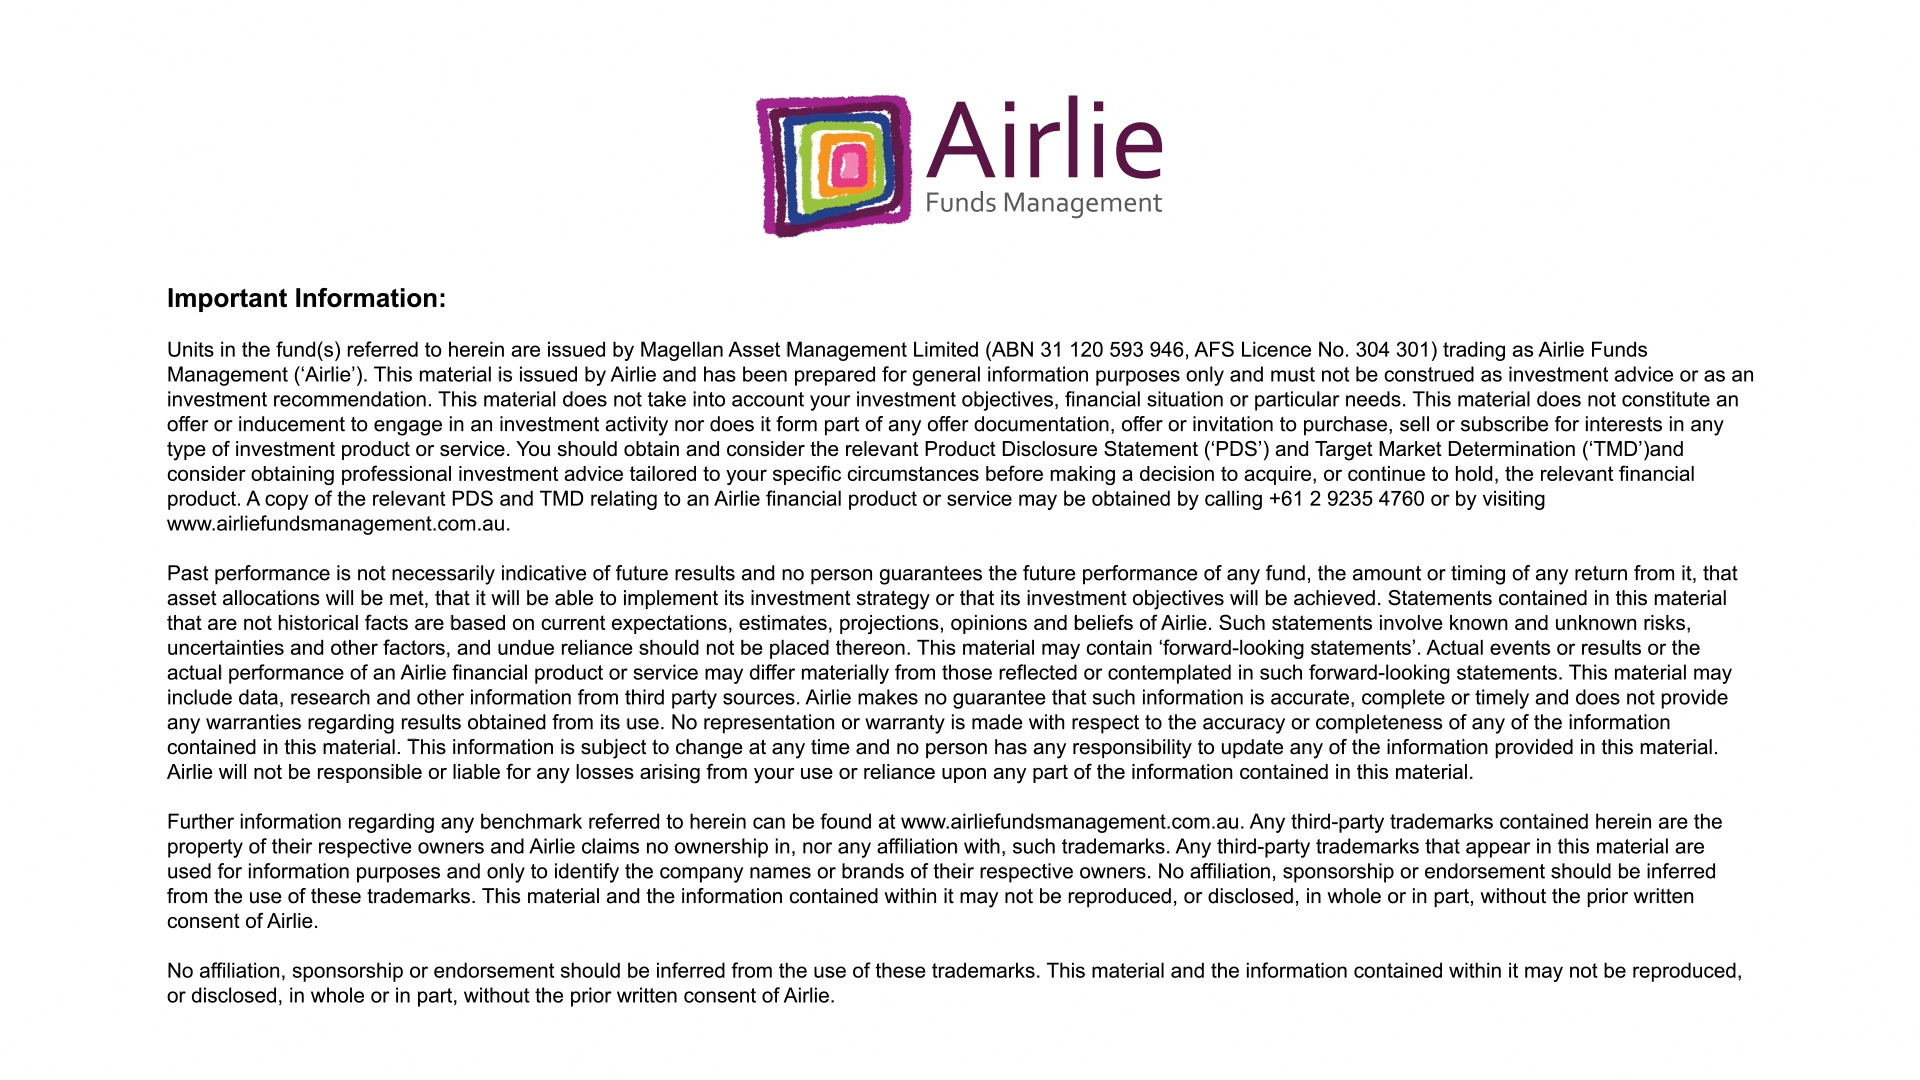 Airlie
Funds Management
Important Information:
Units in the fund(s) referred to herein are issued by Magellan Asset Management Limited (ABN 31 120 593 946, AFS Licence No. 304 301) trading as Airlie Funds
Management (‘Airlie’). This material is issued by Airlie and has been prepared for general information purposes only and must not be construed as investment advice or as an
investment recommendation. This material does not take into account your investment objectives, financial situation or particular needs. This material does not constitute an
offer or inducement to engage in an investment activity nor does it form part of any offer documentation, offer or invitation to purchase, sell or subscribe for interests in any
type of investment product or service. You should obtain and consider the relevant Product Disclosure Statement (‘PDS’) and Target Market Determination (‘TMD’)and
consider obtaining professional investment advice tailored to your specific circumstances before making a decision to acquire, or continue to hold, the relevant financial
product. A copy of the relevant PDS and TMD relating to an Airlie financial product or service may be obtained by calling +61 2 9235 4760 or by visiting
www.airliefundsmanagement.com.au.
Past performance is not necessarily indicative of future results and no person guarantees the future performance of any fund, the amount or timing of any return from it, that
asset allocations will be met, that it will be able to implement its investment strategy or that its investment objectives will be achieved. Statements contained in this material
that are not historical facts are based on current expectations, estimates, projections, opinions and beliefs of Airlie. Such statements involve known and unknown risks,
uncertainties and other factors, and undue reliance should not be placed thereon. This material may contain ‘forward-looking statements’. Actual events or results or the
actual performance of an Airlie financial product or service may differ materially from those reflected or contemplated in such forward-looking statements. This material may
include data, research and other information from third party sources. Airlie makes no guarantee that such information is accurate, complete or timely and does not provide
any warranties regarding results obtained from its use. No representation or warranty is made with respect to the accuracy or completeness of any of the information
contained in this material. This information is subject to change at any time and no person has any responsibility to update any of the information provided in this material.
Airlie will not be responsible or liable for any losses arising from your use or reliance upon any part of the information contained in this material.
Further information regarding any benchmark referred to herein can be found at www.airliefundsmanagement.com.au. Any third-party trademarks contained herein are the
property of their respective owners and Airlie claims no ownership in, nor any affiliation with, such trademarks. Any third-party trademarks that appear in this material are
used for information purposes and only to identify the company names or brands of their respective owners. No affiliation, sponsorship or endorsement should be inferred
from the use of these trademarks. This material and the information contained within it may not be reproduced, or disclosed, in whole or in part, without the prior written
consent of Airlie.
No affiliation, sponsorship or endorsement should be inferred from the use of these trademarks. This material and the information contained within it may not be reproduced,
or disclosed, in whole or in part, without the prior written consent of Airlie.